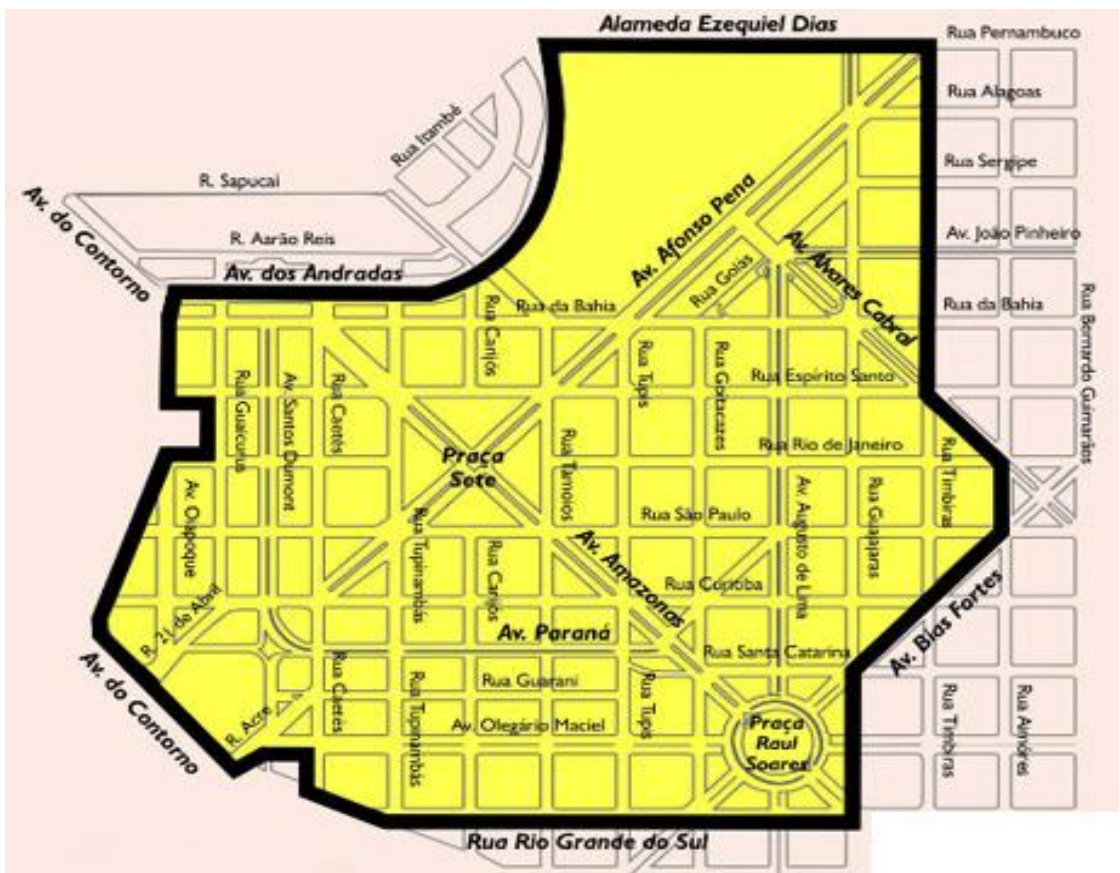 Alameda Ezequiel Dias
Rua Pernambuco
Rua Alagoas
Rua Itambé
Rua Sergipe
R. Sapucai
Av. do Contorno
Av. Afonso Pena
Av. João Pinheiro
R. Aarão Reis
Av. dos Andradas
Rua Goiás
Av. Alvares Cabral
Rua da Bahia
Rua da Bahia
Rua Carijós
Rua Bernardo Guimarães
Rua Tupis
Rua Goitacazes
Rua Espírito Santo
Rua Guaicurus
Av. Santos Dumont
Rua Caetés
Rua Rio de Janeiro
Praça
Sete
Rua Tamoios
Rua Timbiras
Av. Oiapoque
Rua São Paulo
Av. Augusto de Lima
Rua Guajajaras
Rua Tupinambás
Rua Carijós
Av. Amazonas
Rua Curitiba
R. 21 de Abril
Av. Paraná
Av. Bias Fortes
Rua Santa Catarina
Av. do Contorno
Rua Caetés
Rua Tupinambás
Rua Guarani
Rua Tupis
Rua Timbiras
Rua Aimóres
R. Acre
Av. Olegário Maciel
Praça
Raul
Soares
Rua Rio Grande do Sul